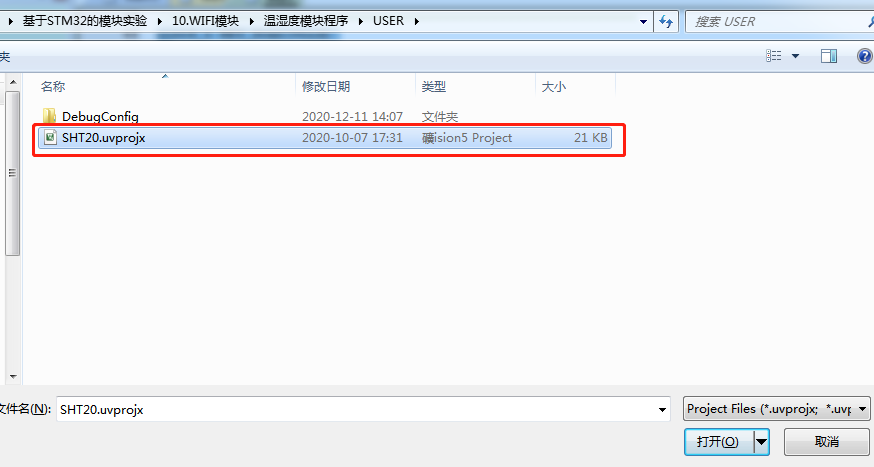 基于STM32的模块实验 10.WIFI模块 温湿度模块程序 USER 搜索 USER
夹
名称 修改日期 类型 大小
DebugConfig 2020-12-11 14:07 文件夹
SHT20.uvprojx 2020-10-07 17:31 礦ision5 Project 21 KB
文件名(N): SHT20.uvprojx Project Files (*.uvprojx; *.uvp
打开(O) 取消